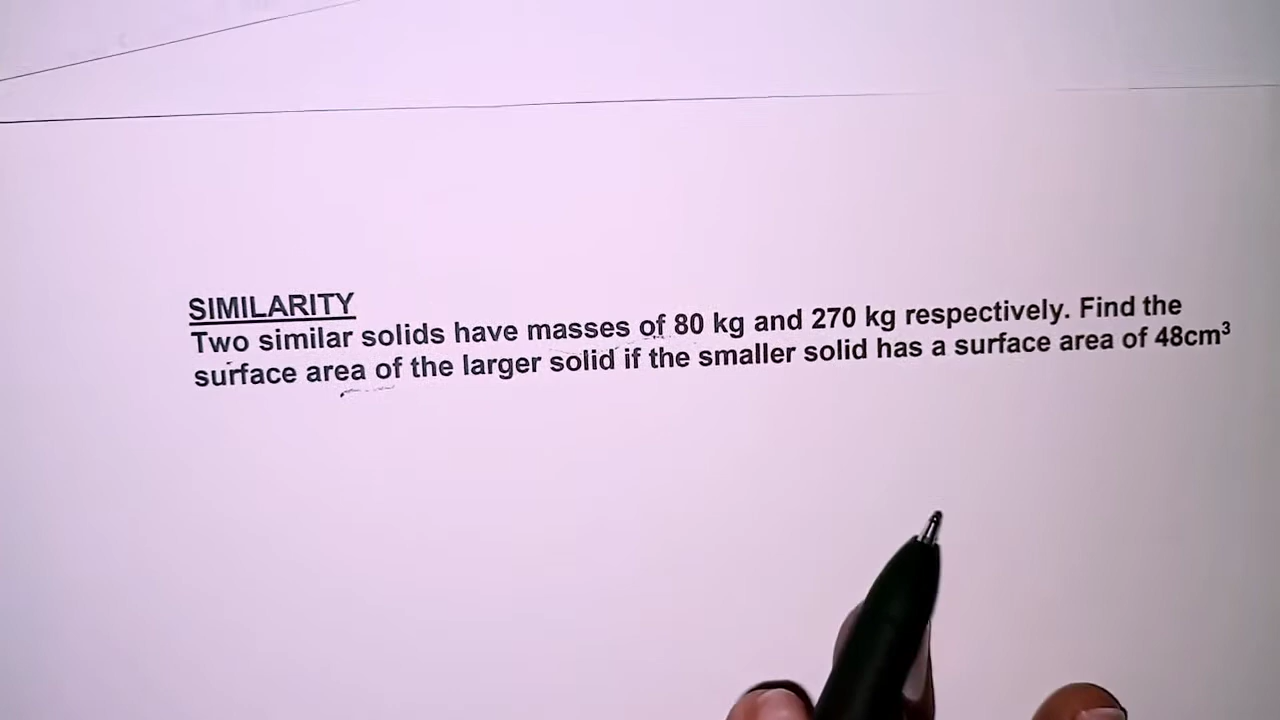 SIMILARITY
Two similar solids have masses of 80 kg and 270 kg respectively. Find the
surface area of the larger solid if the smaller solid has a surface area of 48cm³